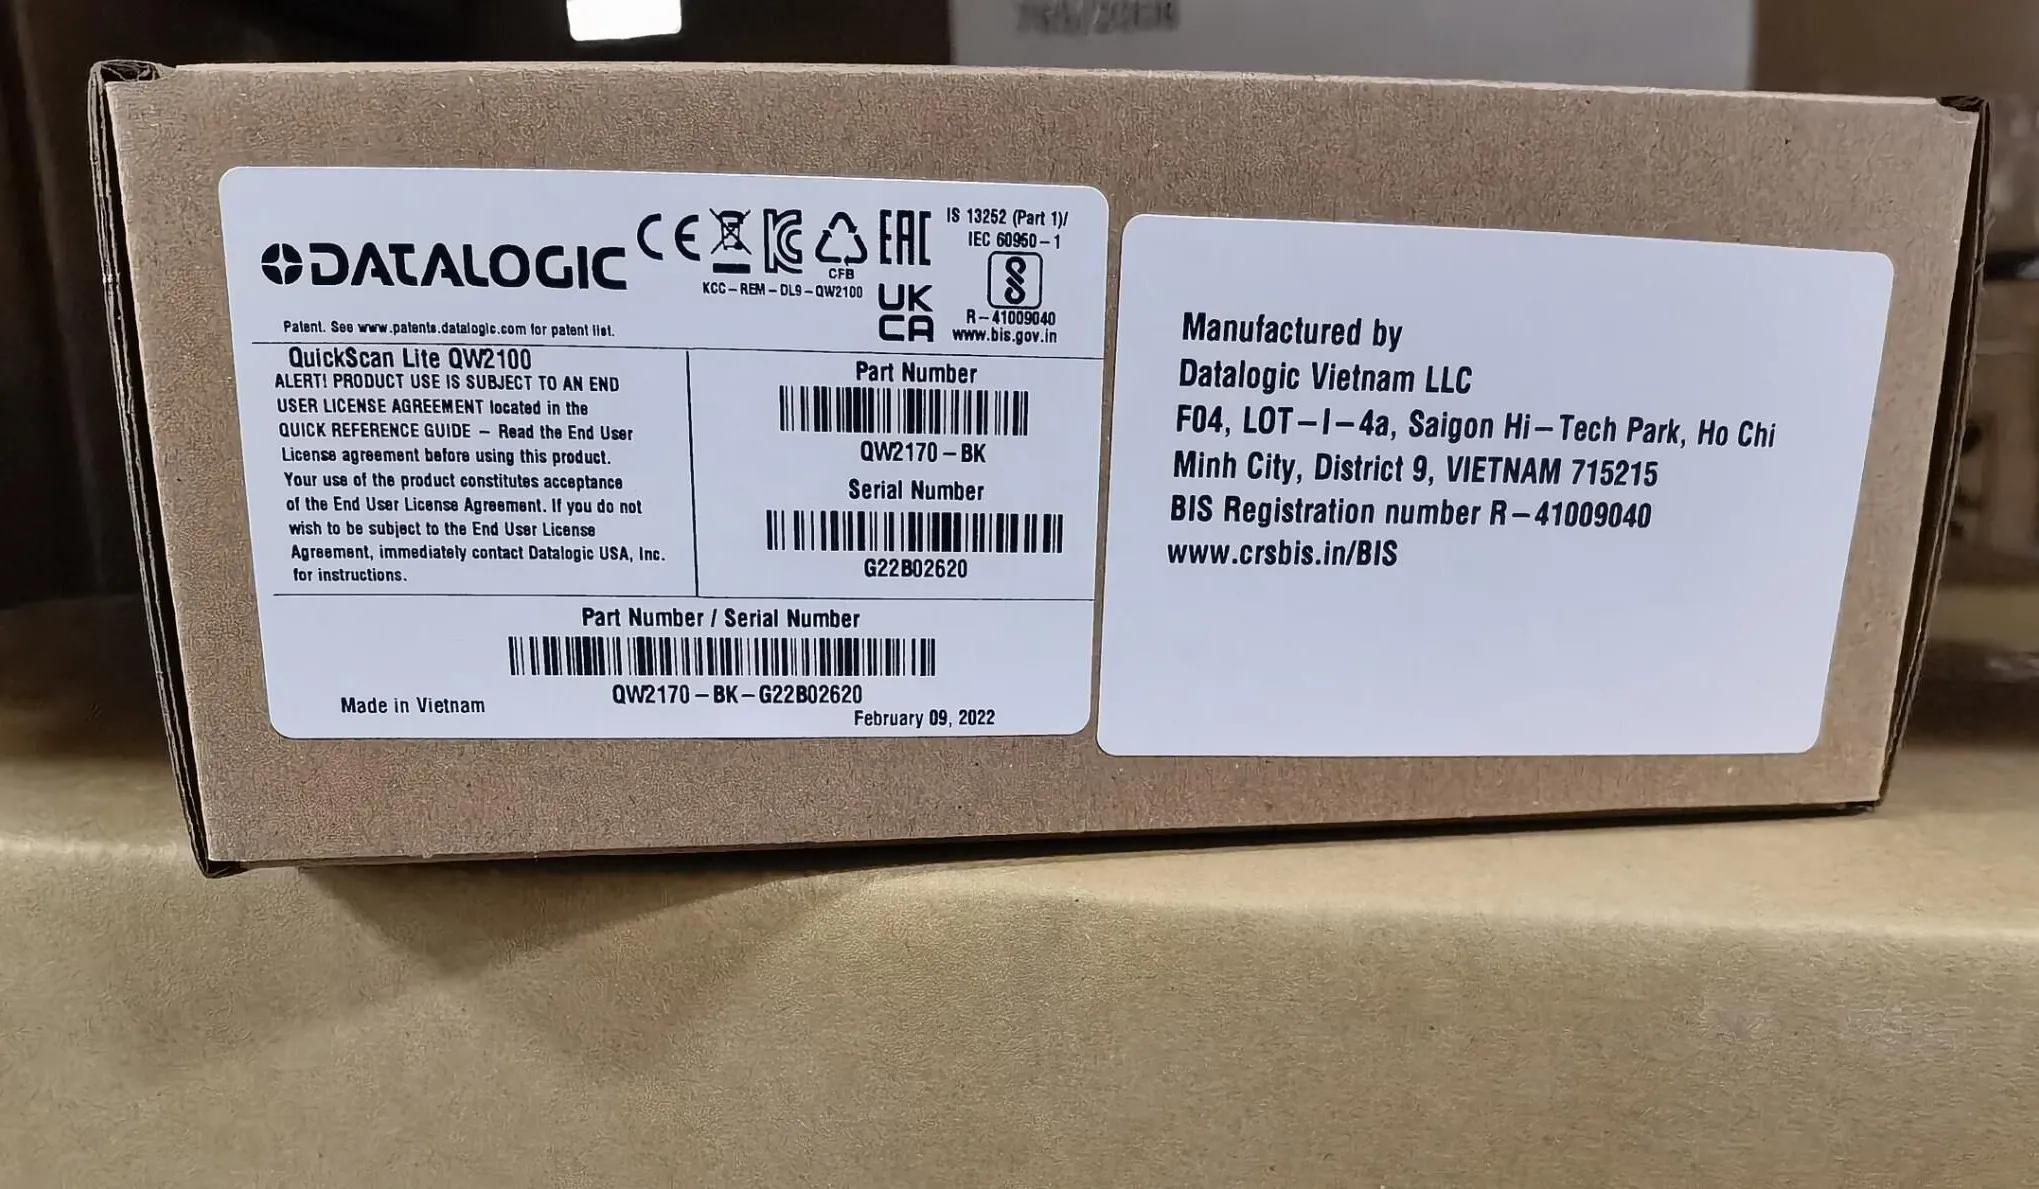 DATALOGIC
CE
EAC
CFB
KCC-REM-DL9-QW2100
UK
CA
IS 13252 (Part 1)/
IEC 60950-1
R-41009040
www.bis.gov.in
Patent. See www.patents.datalogic.com for patent list.
QuickScan Lite QW2100
ALERT! PRODUCT USE IS SUBJECT TO AN END
USER LICENSE AGREEMENT located in the
QUICK REFERENCE GUIDE - Read the End User
License agreement before using this product.
Your use of the product constitutes acceptance
of the End User License Agreement. If you do not
wish to be subject to the End User License
Agreement, immediately contact Datalogic USA, Inc.
for instructions.
Part Number
QW2170-BK
Serial Number
G22B02620
Part Number / Serial Number
QW2170-BK-G22B02620
Made in Vietnam
February 09, 2022
Manufactured by
Datalogic Vietnam LLC
F04, LOT-I-4a, Saigon Hi-Tech Park, Ho Chi
Minh City, District 9, VIETNAM 715215
BIS Registration number R-41009040
www.crsbis.in/BIS